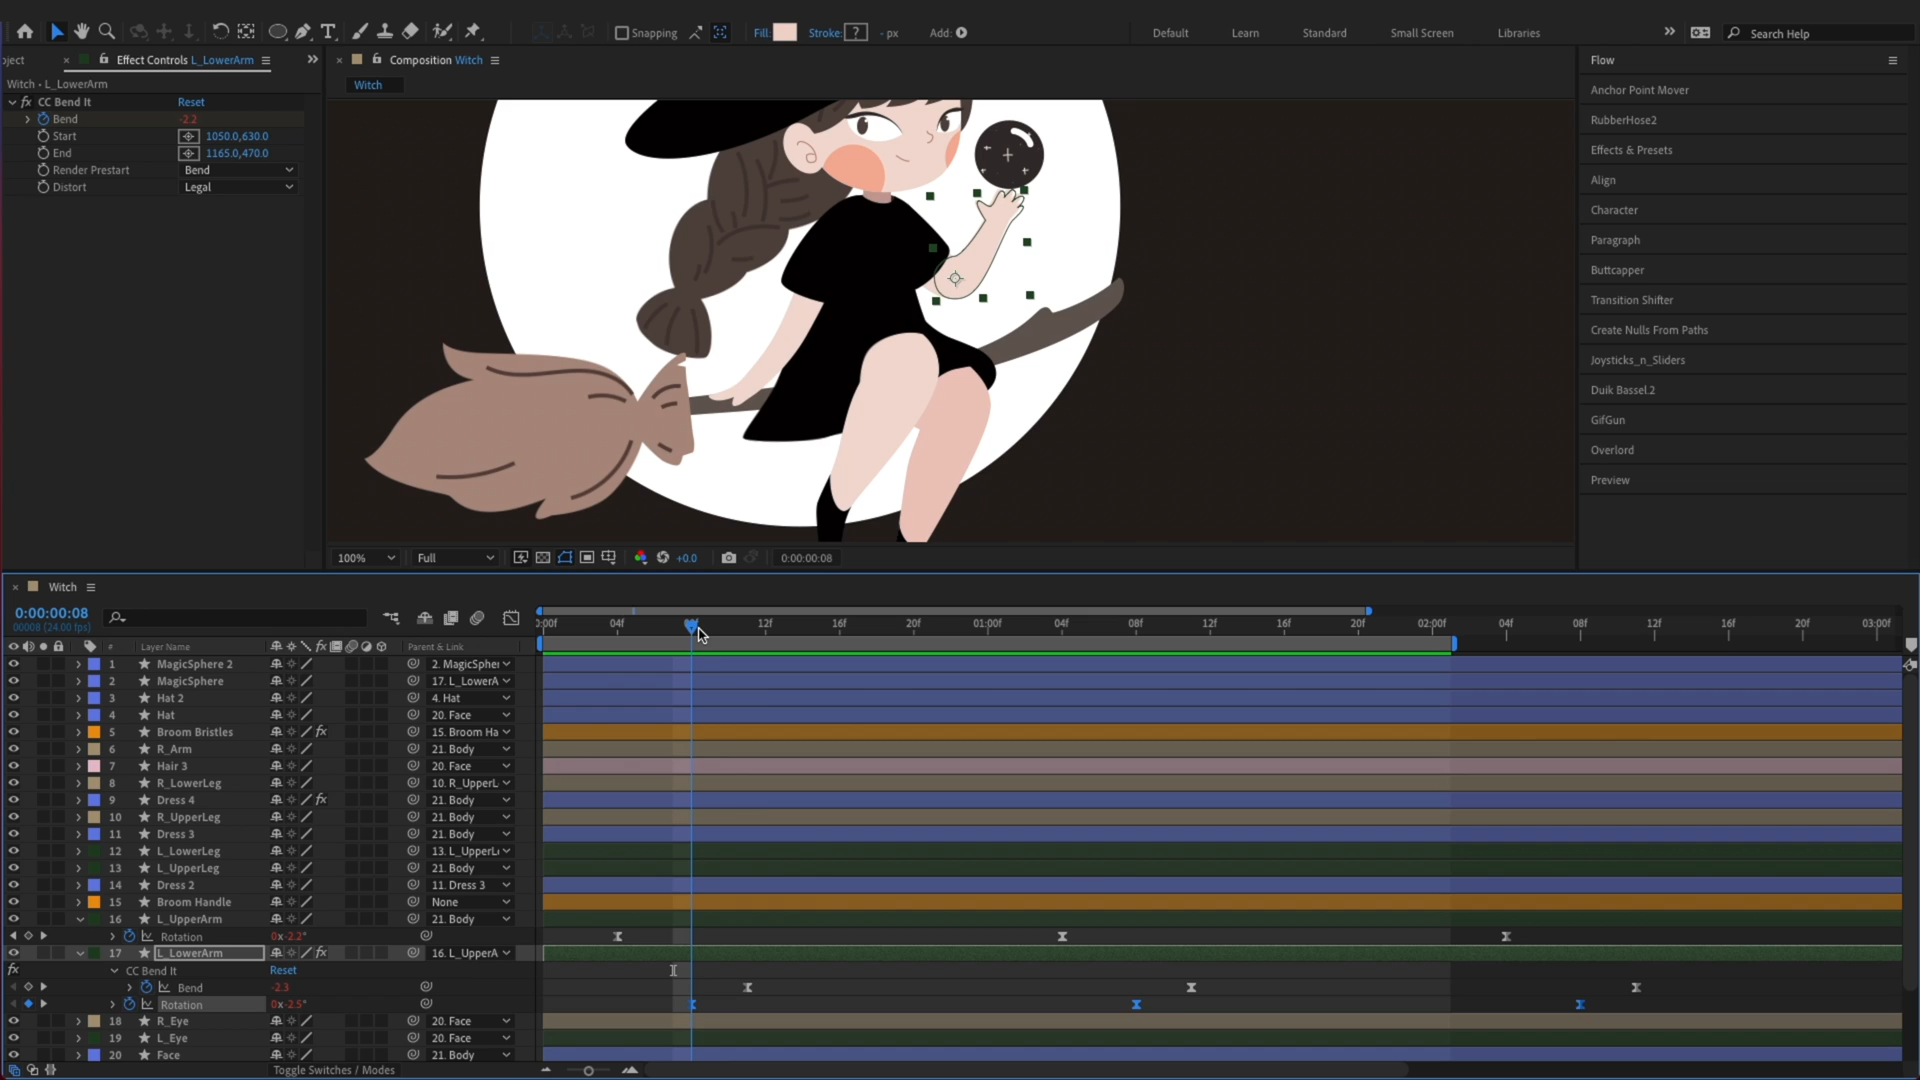 Snapping
Fill:
Stroke: ? - px
Add:
Default
Learn
Standard
Small Screen
Libraries
Search Help
oject
Effect Controls L_LowerArm
Witch • L_LowerArm
fx CC Bend It Reset
Bend -2.2
Start 1050.0,630.0
End 1165.0,470.0
Render Prestart Bend
Distort Legal
Composition Witch
Witch
100%
Full
+0.0
0:00:00:08
Flow
Anchor Point Mover
RubberHose2
Effects & Presets
Align
Character
Paragraph
Buttcapper
Transition Shifter
Create Nulls From Paths
Joysticks_n_Sliders
Duik Bassel.2
GifGun
Overlord
Preview
Witch
0:00:00:08
00008 (24.00 fps)
04f 12f 16f 20f 01:00f 04f 08f 12f 16f 20f 02:00f 04f 08f 12f 16f 20f 03:00f
# Layer Name fx Parent & Link
1 MagicSphere 2 2. MagicSpher
2 MagicSphere 17. L_LowerA
3 Hat 2 4. Hat
4 Hat 20. Face
5 Broom Bristles fx 15. Broom Ha
6 R_Arm 21. Body
7 Hair 3 20. Face
8 R_LowerLeg 10. R_UpperL
9 Dress 4 fx 21. Body
10 R_UpperLeg 21. Body
11 Dress 3 21. Body
12 L_LowerLeg 13. L_UpperL
13 L_UpperLeg 21. Body
14 Dress 2 11. Dress 3
15 Broom Handle None
16 L_UpperArm 21. Body
Rotation 0x-2.2°
17 L_LowerArm fx 16. L_UpperA
fx CC Bend It Reset
Bend -2.3
Rotation 0x-2.5°
18 R_Eye 20. Face
19 L_Eye 20. Face
20 Face 21. Body
Toggle Switches / Modes